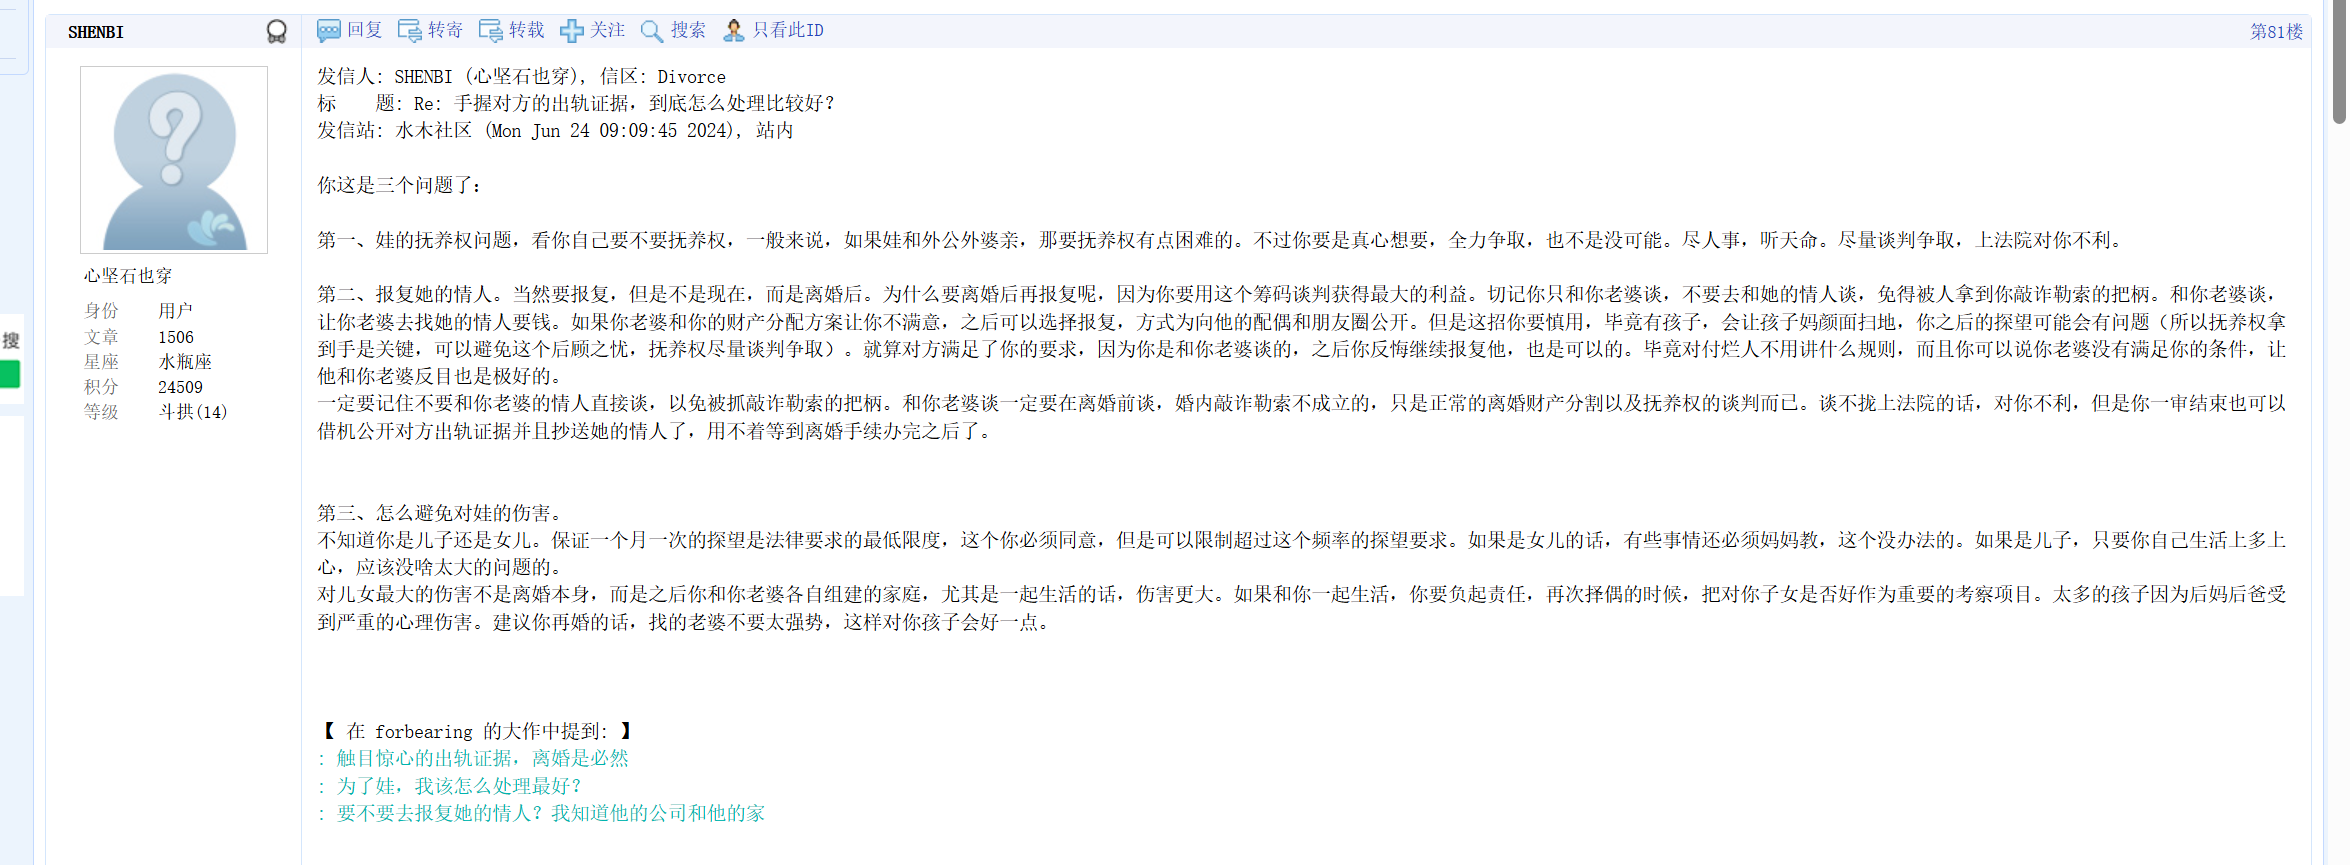 SHENBI
回复 转寄 转载 关注 搜索 只看此ID
第81楼
搜
心坚石也穿
身份 用户
文章 1506
星座 水瓶座
积分 24509
等级 斗拱(14)
发信人: SHENBI (心坚石也穿), 信区: Divorce
标 题: Re: 手握对方的出轨证据，到底怎么处理比较好？
发信站: 水木社区 (Mon Jun 24 09:09:45 2024), 站内
你这是三个问题了：
第一、娃的抚养权问题，看你自己要不要抚养权，一般来说，如果娃和外公外婆亲，那要抚养权有点困难的。不过你要是真心想要，全力争取，也不是没可能。尽人事，听天命。尽量谈判争取，上法院对你不利。
第二、报复她的情人。当然要报复，但是不是现在，而是离婚后。为什么要离婚后再报复呢，因为你要用这个筹码谈判获得最大的利益。切记你只和你老婆谈，不要去和她的情人谈，免得被人拿到你敲诈勒索的把柄。和你老婆谈，
让你老婆去找她的情人要钱。如果你老婆和你的财产分配方案让你不满意，之后可以选择报复，方式为向他的配偶和朋友圈公开。但是这招你要慎用，毕竟有孩子，会让孩子妈颜面扫地，你之后的探望可能会有问题（所以抚养权拿
到手是关键，可以避免这个后顾之忧，抚养权尽量谈判争取）。就算对方满足了你的要求，因为你是和你老婆谈的，之后你反悔继续报复他，也是可以的。毕竟对付烂人不用讲什么规则，而且你可以说你老婆没有满足你的条件，让
他和你老婆反目也是极好的。
一定要记住不要和你老婆的情人直接谈，以免被抓敲诈勒索的把柄。和你老婆谈一定要在离婚前谈，婚内敲诈勒索不成立的，只是正常的离婚财产分割以及抚养权的谈判而已。谈不拢上法院的话，对你不利，但是你一审结束也可以
借机公开对方出轨证据并且抄送她的情人了，用不着等到离婚手续办完之后了。
第三、怎么避免对娃的伤害。
不知道你是儿子还是女儿。保证一个月一次的探望是法律要求的最低限度，这个你必须同意，但是可以限制超过这个频率的探望要求。如果是女儿的话，有些事情还必须妈妈教，这个没办法的。如果是儿子，只要你自己生活上多上
心，应该没啥太大的问题的。
对儿女最大的伤害不是离婚本身，而是之后你和你老婆各自组建的家庭，尤其是一起生活的话，伤害更大。如果和你一起生活，你要负起责任，再次择偶的时候，把对你子女是否好作为重要的考察项目。太多的孩子因为后妈后爸受
到严重的心理伤害。建议你再婚的话，找的老婆不要太强势，这样对你孩子会好一点。
【 在 forbearing 的大作中提到: 】
: 触目惊心的出轨证据，离婚是必然
: 为了娃，我该怎么处理最好？
: 要不要去报复她的情人？我知道他的公司和他的家